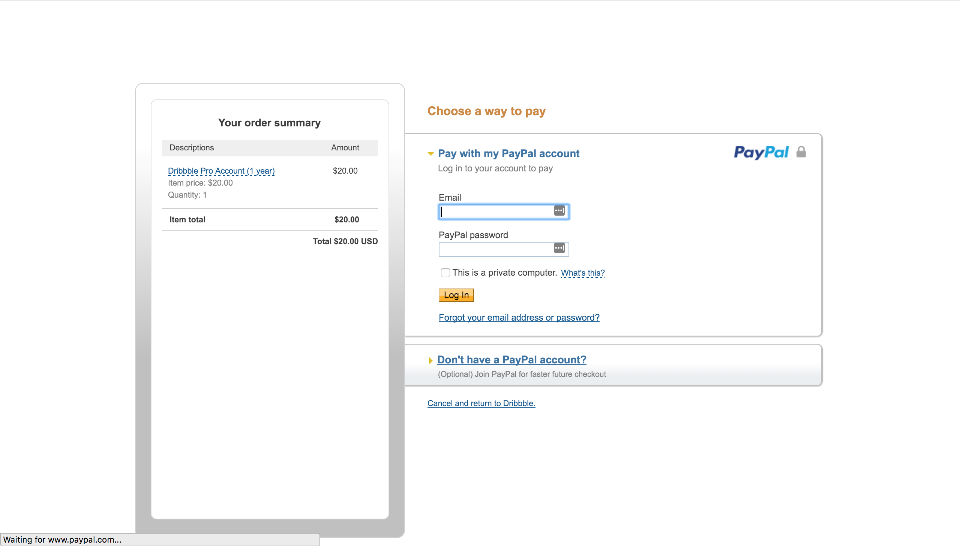 Your order summary
Descriptions Amount
Dribbble Pro Account (1 year) $20.00
Item price: $20.00
Quantity: 1
Item total $20.00
Total $20.00 USD
Choose a way to pay
Pay with my PayPal account
PayPal
Log in to your account to pay
Email
PayPal password
This is a private computer. What's this?
Log In
Forgot your email address or password?
Don't have a PayPal account?
(Optional) Join PayPal for faster future checkout
Cancel and return to Dribbble.
Waiting for www.paypal.com...